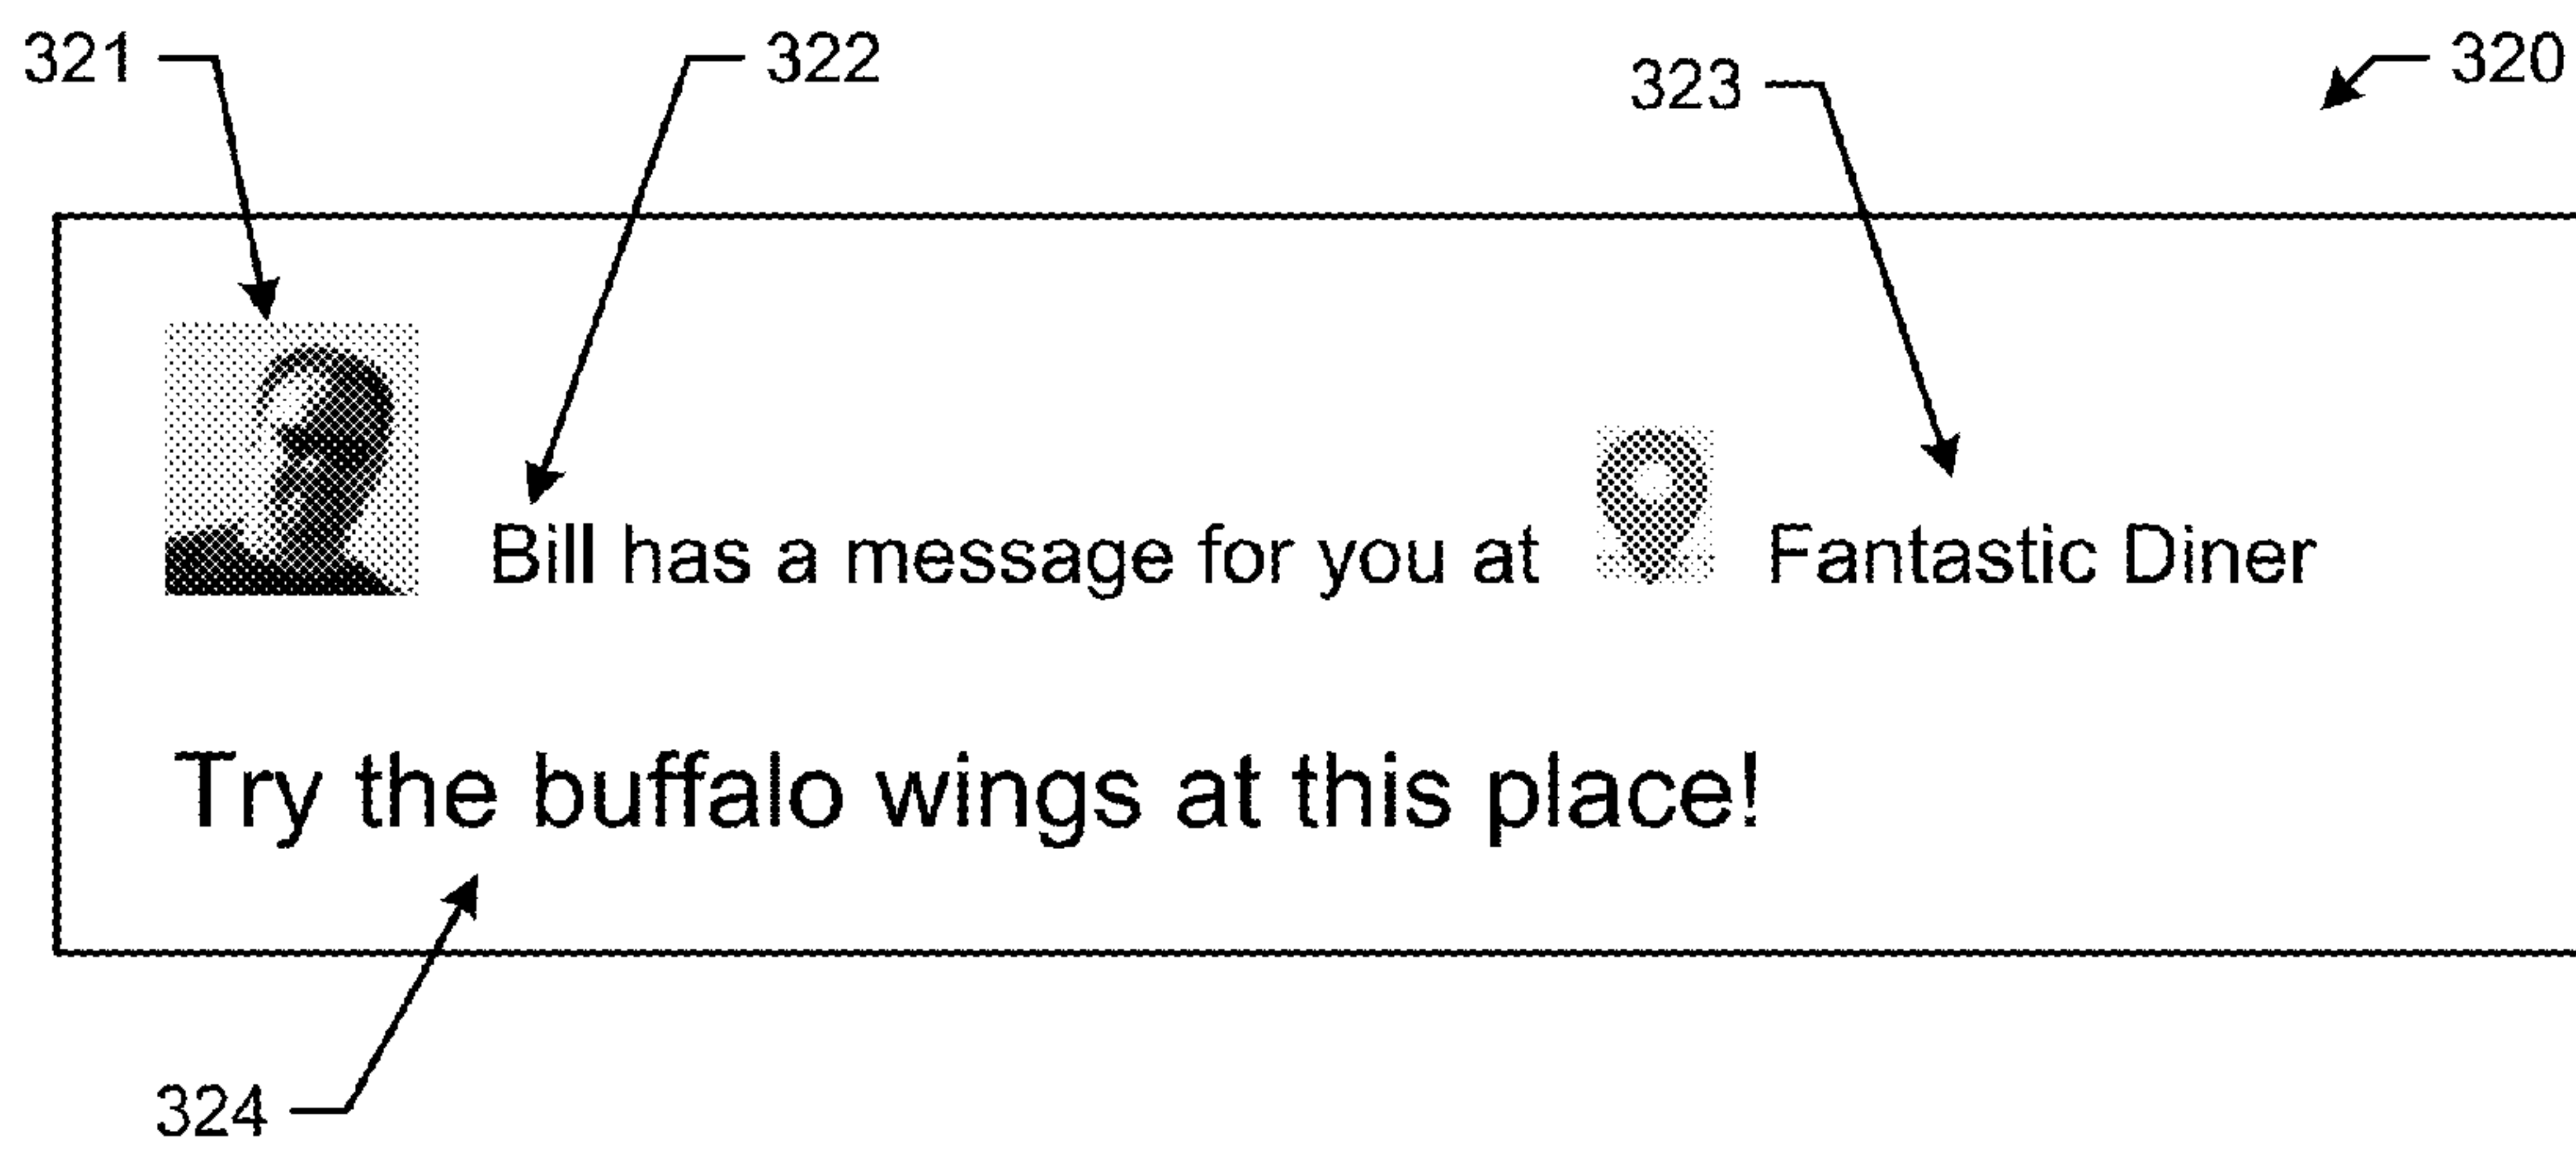 321
322
323
320
Bill has a message for you at Fantastic Diner
Try the buffalo wings at this place!
324